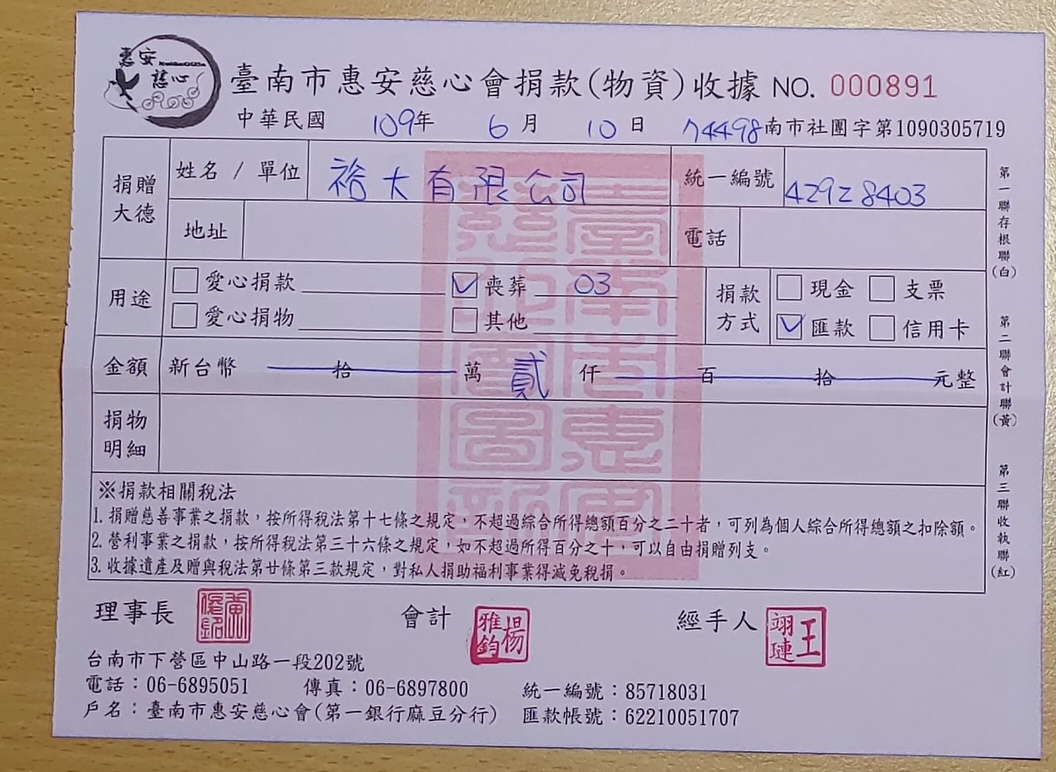 惠安
慈心
臺南市惠安慈心會捐款(物資)收據 NO. 000891
中華民國 109年 6月 10日 74498南市社團字第1090305719
捐贈大德 姓名 / 單位 裕太有限公司 統一編號 42928403
地址 電話
用途 愛心捐款 喪葬 03 捐款方式 現金 支票
愛心捐物 其他 匯款 信用卡
金額 新台幣 拾 萬 貳 仟 百 拾 元整
捐物明細
※捐款相關稅法
1. 捐贈慈善事業之捐款，按所得稅法第十七條之規定，不超過綜合所得總額百分之二十者，可列為個人綜合所得總額之扣除額。
2. 營利事業之捐款，按所得稅法第三十六條之規定，如不超過所得百分之十，可以自由捐贈列支。
3. 收據遺產及贈與稅法第廿條第三款規定，對私人捐助福利事業得減免稅捐。
第一聯存根聯(白)
第二聯會計聯(黃)
第三聯收執聯(紅)
理事長 會計 楊雅鈞 經手人 王翊璉
台南市下營區中山路一段202號
電話：06-6895051 傳真：06-6897800 統一編號：85718031
戶名：臺南市惠安慈心會(第一銀行麻豆分行) 匯款帳號：62210051707